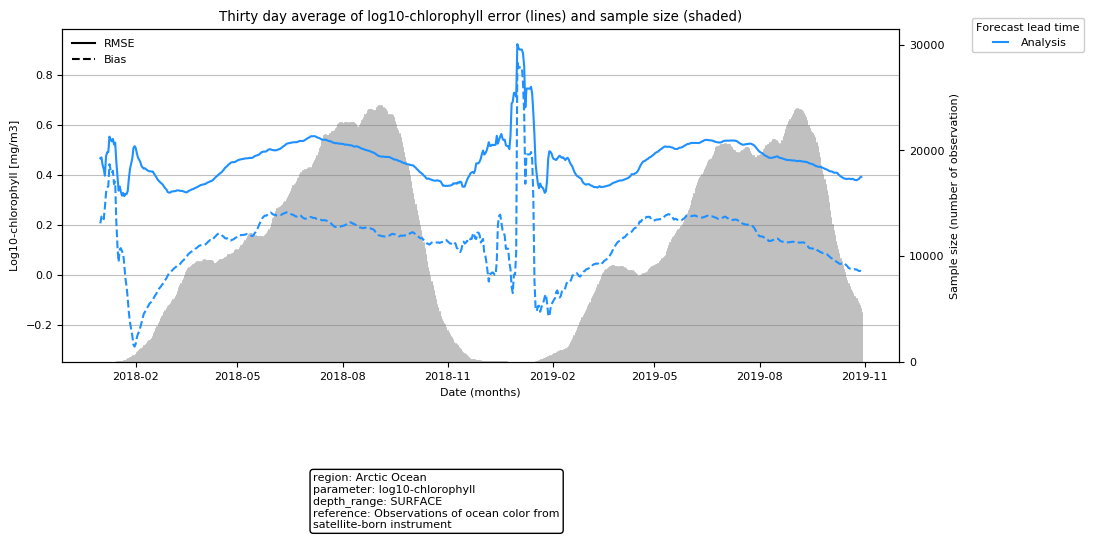 Thirty day average of log10-chlorophyll error (lines) and sample size (shaded)
RMSE
Bias
Forecast lead time
Analysis
Log10-chlorophyll [mg/m3]
0.8
0.6
0.4
0.2
0.0
−0.2
30000
20000
10000
0
Sample size (number of observation)
2018-02
2018-05
2018-08
2018-11
2019-02
2019-05
2019-08
2019-11
Date (months)
region: Arctic Ocean
parameter: log10-chlorophyll
depth_range: SURFACE
reference: Observations of ocean color from
satellite-born instrument